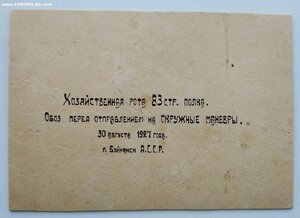 www.FORUMS-SU.com
Хозяйственная рота 83 стр. полка.
Обоз перед отправлением на окружные маневры.
30 августа 1927 года.
г. Буйнакск А.С.С.Р.